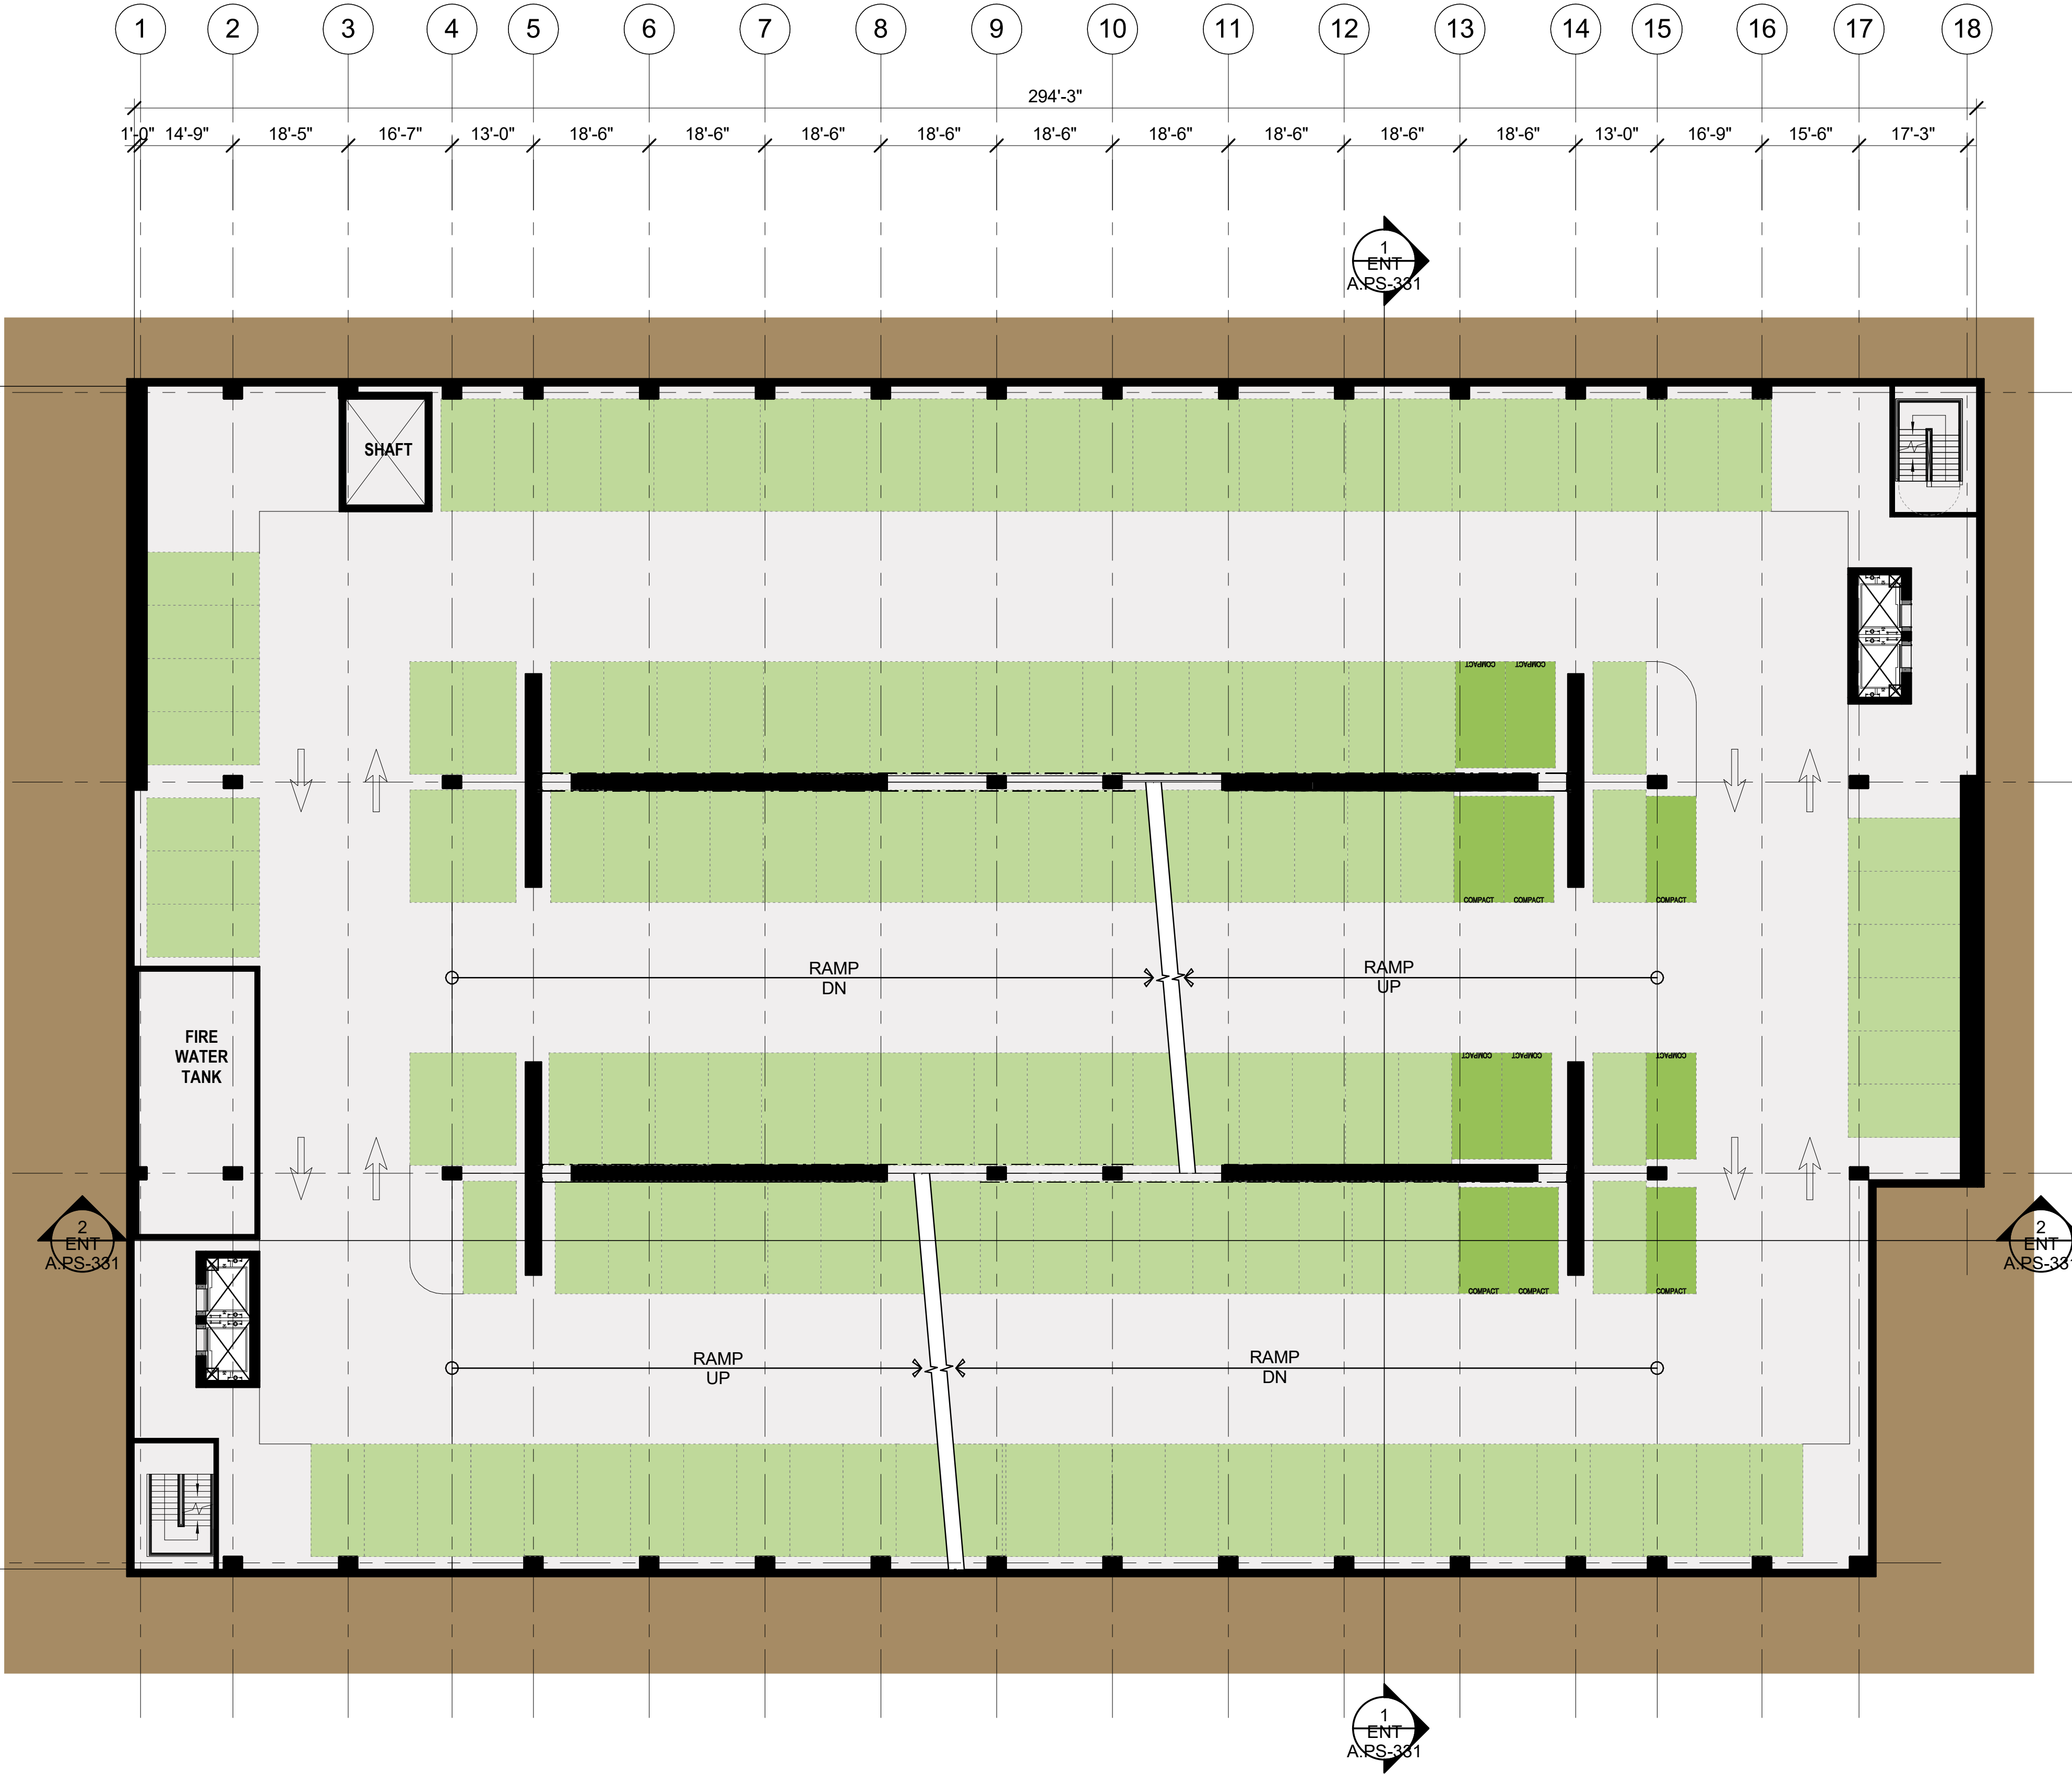 1 2 3 4 5 6 7 8 9 10 11 12 13 14 15 16 17 18
294'-3"
1'-0" 14'-9" 18'-5" 16'-7" 13'-0" 18'-6" 18'-6" 18'-6" 18'-6" 18'-6" 18'-6" 18'-6" 18'-6" 18'-6" 13'-0" 16'-9" 15'-6" 17'-3"
1
ENT
A.PS-331
SHAFT
COMPACT COMPACT
COMPACT COMPACT COMPACT
RAMP
DN
RAMP
UP
FIRE
WATER
TANK
COMPACT COMPACT COMPACT
2
ENT
A.PS-331
2
ENT
A.PS-331
COMPACT COMPACT COMPACT
RAMP
UP
RAMP
DN
1
ENT
A.PS-331